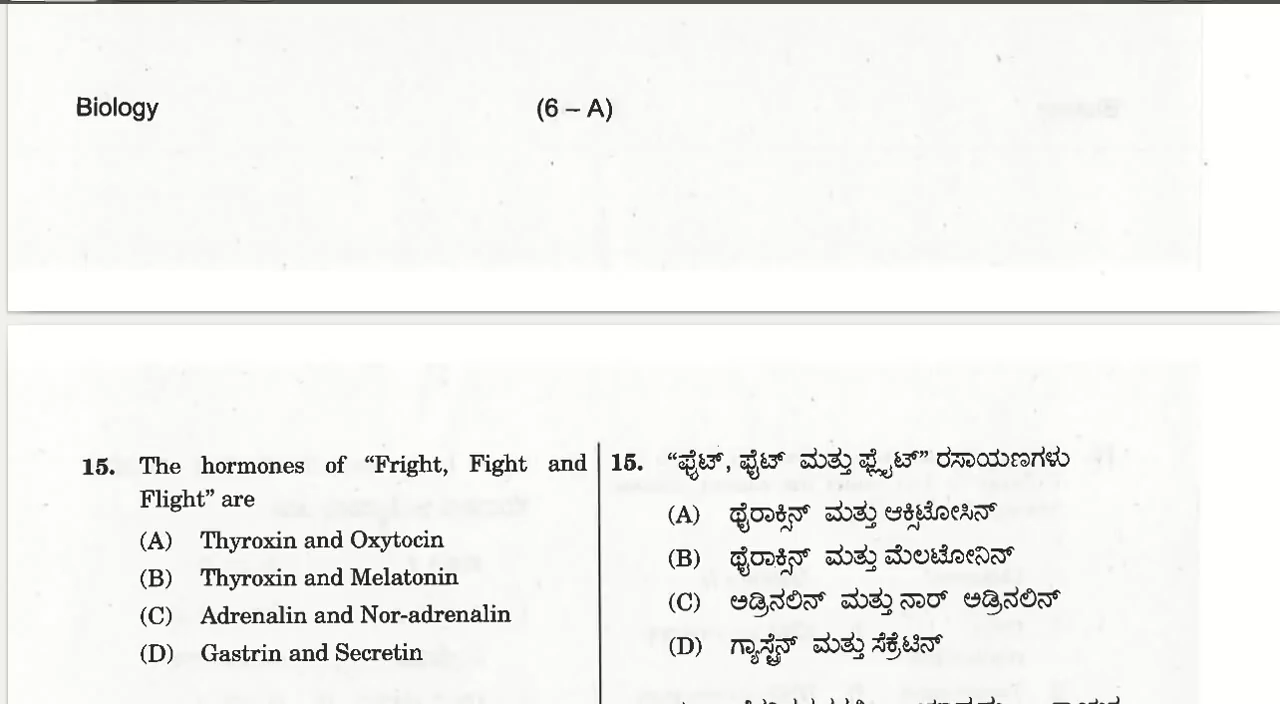 Biology
(6 – A)
15. The hormones of “Fright, Fight and
Flight” are
(A) Thyroxin and Oxytocin
(B) Thyroxin and Melatonin
(C) Adrenalin and Nor-adrenalin
(D) Gastrin and Secretin
15. “ಫ್ರೈಟ್, ಫೈಟ್ ಮತ್ತು ಫ್ಲೈಟ್” ರಸಾಯಣಗಳು
(A) ಥೈರಾಕ್ಸಿನ್ ಮತ್ತು ಆಕ್ಸಿಟೋಸಿನ್
(B) ಥೈರಾಕ್ಸಿನ್ ಮತ್ತು ಮೆಲಟೋನಿನ್
(C) ಅಡ್ರಿನಲಿನ್ ಮತ್ತು ನಾರ್ ಅಡ್ರಿನಲಿನ್
(D) ಗ್ಯಾಸ್ಟ್ರಿನ್ ಮತ್ತು ಸೆಕ್ರೆಟಿನ್